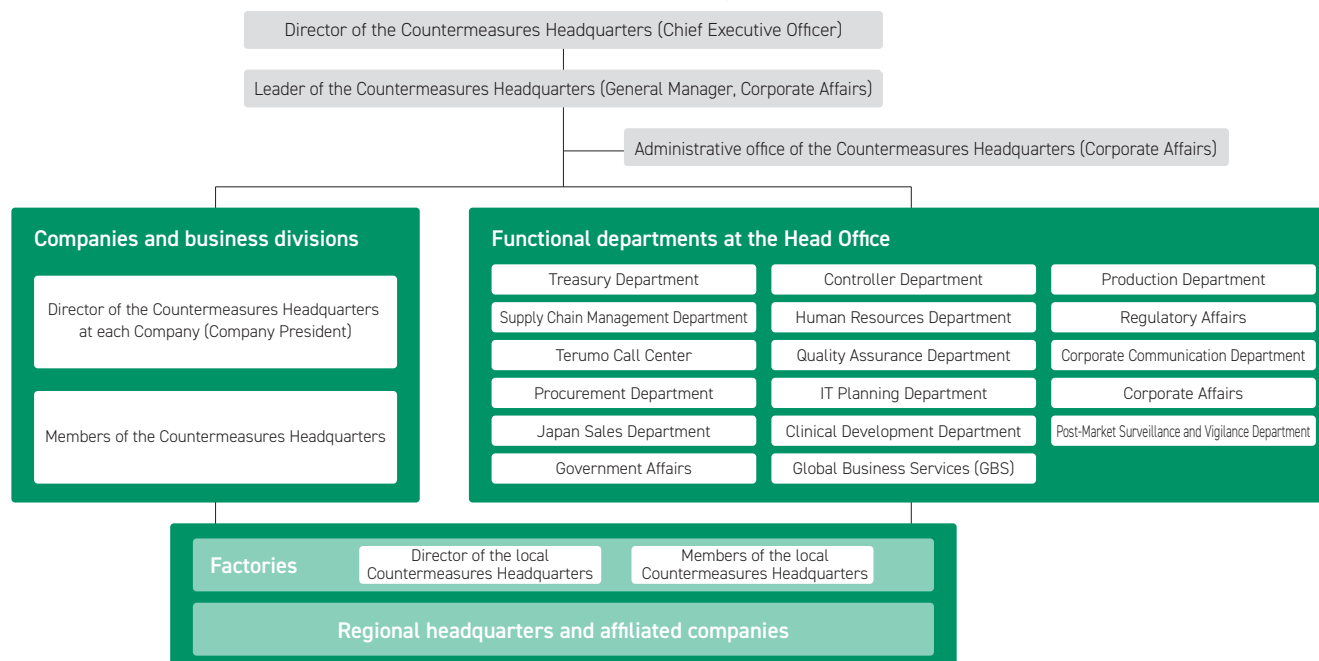 Director of the Countermeasures Headquarters (Chief Executive Officer)
Leader of the Countermeasures Headquarters (General Manager, Corporate Affairs)
Administrative office of the Countermeasures Headquarters (Corporate Affairs)
Companies and business divisions
Director of the Countermeasures Headquarters
at each Company (Company President)
Members of the Countermeasures Headquarters
Functional departments at the Head Office
Treasury Department
Controller Department
Production Department
Supply Chain Management Department
Human Resources Department
Regulatory Affairs
Terumo Call Center
Quality Assurance Department
Corporate Communication Department
Procurement Department
IT Planning Department
Corporate Affairs
Japan Sales Department
Clinical Development Department
Post-Market Surveillance and Vigilance Department
Government Affairs
Global Business Services (GBS)
Factories
Director of the local
Countermeasures Headquarters
Members of the local
Countermeasures Headquarters
Regional headquarters and affiliated companies